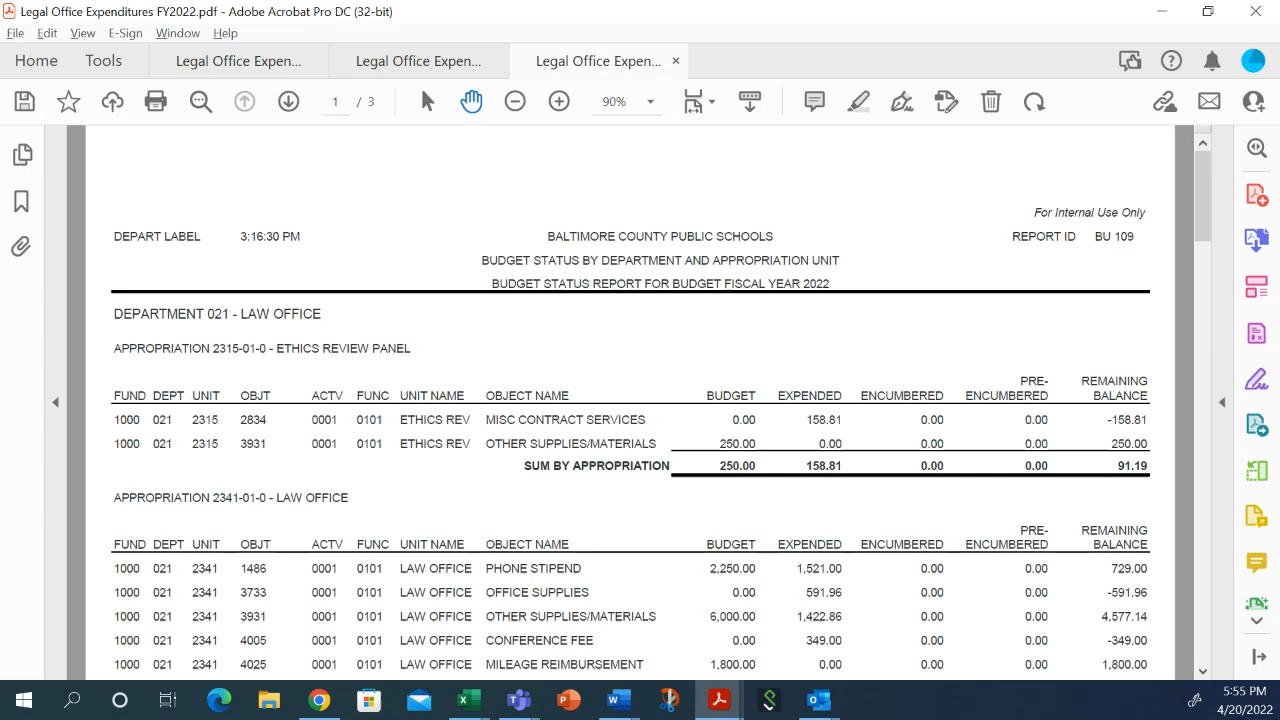 Legal Office Expenditures FY2022.pdf - Adobe Acrobat Pro DC (32-bit)
File Edit View E-Sign Window Help
Home Tools Legal Office Expen... Legal Office Expen... Legal Office Expen... ×
1 / 3 90%
For Internal Use Only
DEPART LABEL 3:16:30 PM BALTIMORE COUNTY PUBLIC SCHOOLS REPORT ID BU 109
BUDGET STATUS BY DEPARTMENT AND APPROPRIATION UNIT
BUDGET STATUS REPORT FOR BUDGET FISCAL YEAR 2022
DEPARTMENT 021 - LAW OFFICE
APPROPRIATION 2315-01-0 - ETHICS REVIEW PANEL
PRE- REMAINING
FUND DEPT UNIT OBJT ACTV FUNC UNIT NAME OBJECT NAME BUDGET EXPENDED ENCUMBERED ENCUMBERED BALANCE
1000 021 2315 2834 0001 0101 ETHICS REV MISC CONTRACT SERVICES 0.00 158.81 0.00 0.00 -158.81
1000 021 2315 3931 0001 0101 ETHICS REV OTHER SUPPLIES/MATERIALS 250.00 0.00 0.00 0.00 250.00
SUM BY APPROPRIATION 250.00 158.81 0.00 0.00 91.19
APPROPRIATION 2341-01-0 - LAW OFFICE
PRE- REMAINING
FUND DEPT UNIT OBJT ACTV FUNC UNIT NAME OBJECT NAME BUDGET EXPENDED ENCUMBERED ENCUMBERED BALANCE
1000 021 2341 1486 0001 0101 LAW OFFICE PHONE STIPEND 2,250.00 1,521.00 0.00 0.00 729.00
1000 021 2341 3733 0001 0101 LAW OFFICE OFFICE SUPPLIES 0.00 591.96 0.00 0.00 -591.96
1000 021 2341 3931 0001 0101 LAW OFFICE OTHER SUPPLIES/MATERIALS 6,000.00 1,422.86 0.00 0.00 4,577.14
1000 021 2341 4005 0001 0101 LAW OFFICE CONFERENCE FEE 0.00 349.00 0.00 0.00 -349.00
1000 021 2341 4025 0001 0101 LAW OFFICE MILEAGE REIMBURSEMENT 1,800.00 0.00 0.00 0.00 1,800.00
5:55 PM
4/20/2022